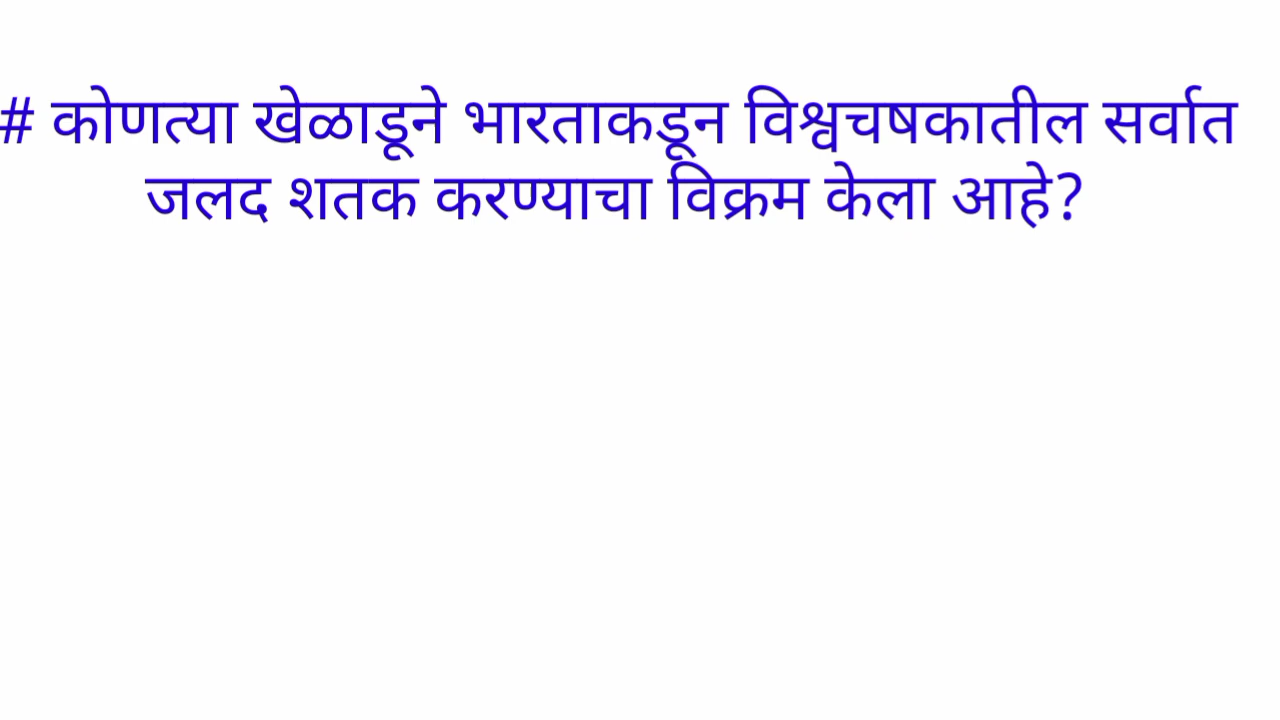 # कोणत्या खेळाडूने भारताकडून विश्वचषकातील सर्वात
जलद शतक करण्याचा विक्रम केला आहे?